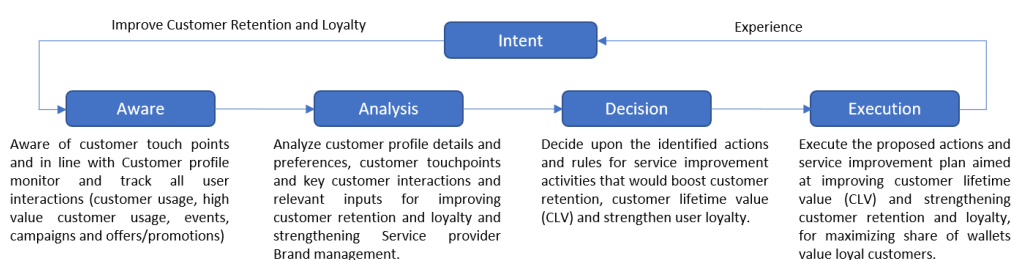 Improve Customer Retention and Loyalty
Intent
Experience
Aware
Analysis
Decision
Execution
Aware of customer touch points
and in line with Customer profile
monitor and track all user
interactions (customer usage, high
value customer usage, events,
campaigns and offers/promotions)
Analyze customer profile details and
preferences, customer touchpoints
and key customer interactions and
relevant inputs for improving
customer retention and loyalty and
strengthening Service provider
Brand management.
Decide upon the identified actions
and rules for service improvement
activities that would boost customer
retention, customer lifetime value
(CLV) and strengthen user loyalty.
Execute the proposed actions and
service improvement plan aimed
at improving customer lifetime
value (CLV) and strengthening
customer retention and loyalty,
for maximizing share of wallets
value loyal customers.